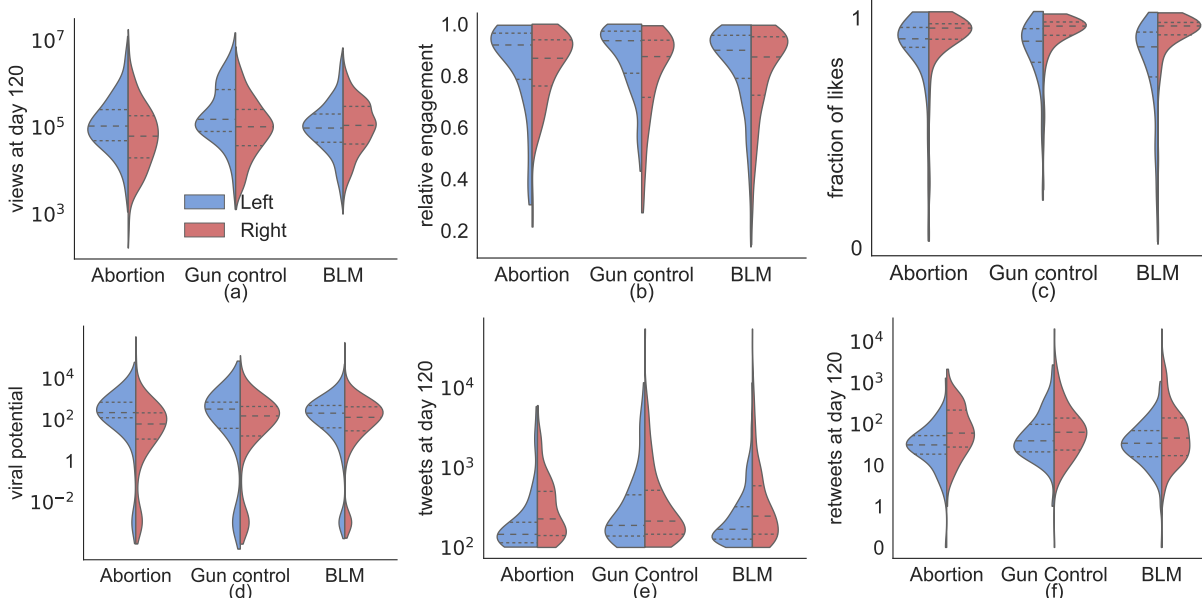 views at day 120
10^7
10^5
10^3
Left
Right
Abortion Gun control BLM
(a)
relative engagement
1.0
0.8
0.6
0.4
0.2
Abortion Gun control BLM
(b)
fraction of likes
1
0
Abortion Gun control BLM
(c)
viral potential
10^4
10^2
1
10^−2
Abortion Gun control BLM
(d)
tweets at day 120
10^4
10^3
10^2
Abortion Gun Control BLM
(e)
retweets at day 120
10^4
10^3
10^2
10
1
0
Abortion Gun Control BLM
(f)